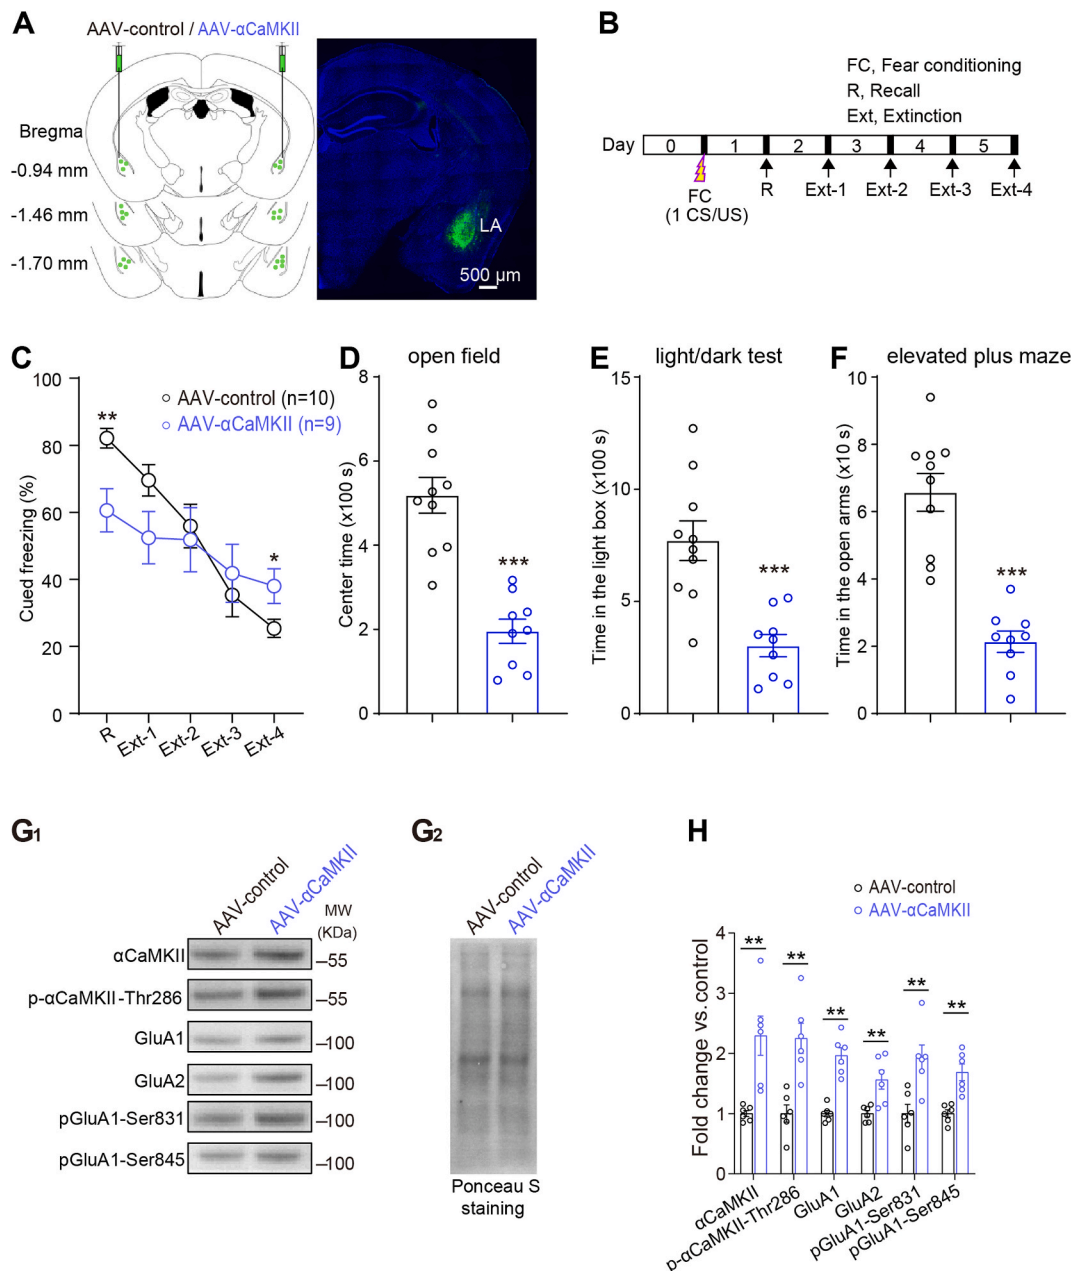 A
AAV-control / AAV-αCaMKII
Bregma
-0.94 mm
-1.46 mm
-1.70 mm
LA
500 µm
B
FC, Fear conditioning
R, Recall
Ext, Extinction
Day 0 1 2 3 4 5
FC R Ext-1 Ext-2 Ext-3 Ext-4
(1 CS/US)
C
Cued freezing (%)
100
80
60
40
20
0
AAV-control (n=10)
AAV-αCaMKII (n=9)
**
*
R Ext-1 Ext-2 Ext-3 Ext-4
D
open field
Center time (x100 s)
8
6
4
2
0
***
E
light/dark test
Time in the light box (x100 s)
15
10
5
0
***
F
elevated plus maze
Time in the open arms (x10 s)
10
8
6
4
2
0
***
G1
AAV-control
AAV-αCaMKII
MW
(KDa)
αCaMKII –55
p-αCaMKII-Thr286 –55
GluA1 –100
GluA2 –100
pGluA1-Ser831 –100
pGluA1-Ser845 –100
G2
AAV-control
AAV-αCaMKII
Ponceau S
staining
H
AAV-control
AAV-αCaMKII
Fold change vs. control
4
3
2
1
0
** ** ** ** ** **
αCaMKII
p-αCaMKII-Thr286
GluA1
GluA2
pGluA1-Ser831
pGluA1-Ser845